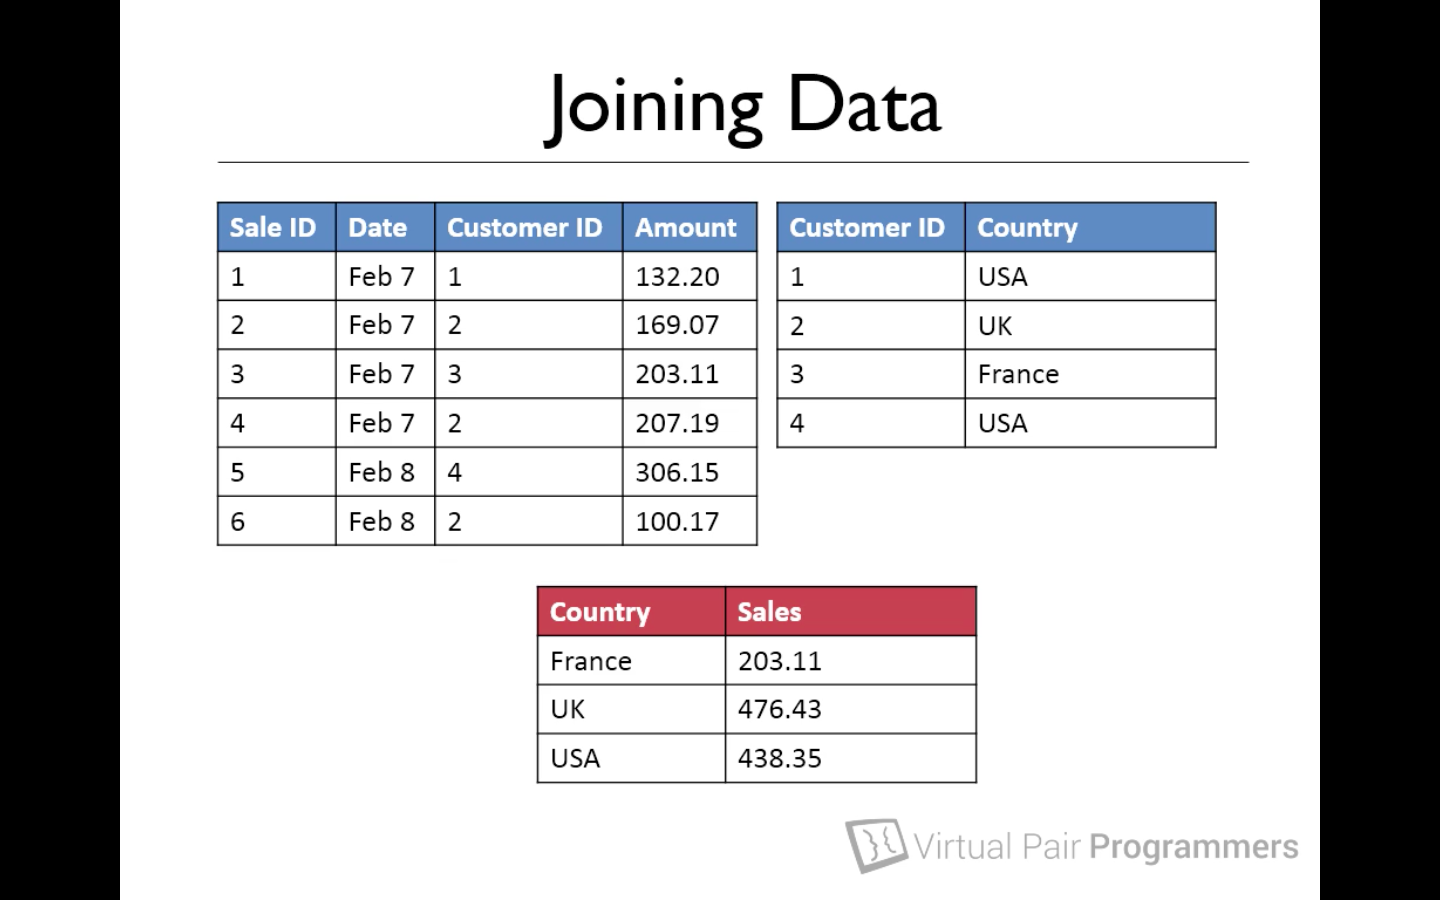 Joining Data
Sale ID Date Customer ID Amount
1 Feb 7 1 132.20
2 Feb 7 2 169.07
3 Feb 7 3 203.11
4 Feb 7 2 207.19
5 Feb 8 4 306.15
6 Feb 8 2 100.17
Customer ID Country
1 USA
2 UK
3 France
4 USA
Country Sales
France 203.11
UK 476.43
USA 438.35
Virtual Pair Programmers